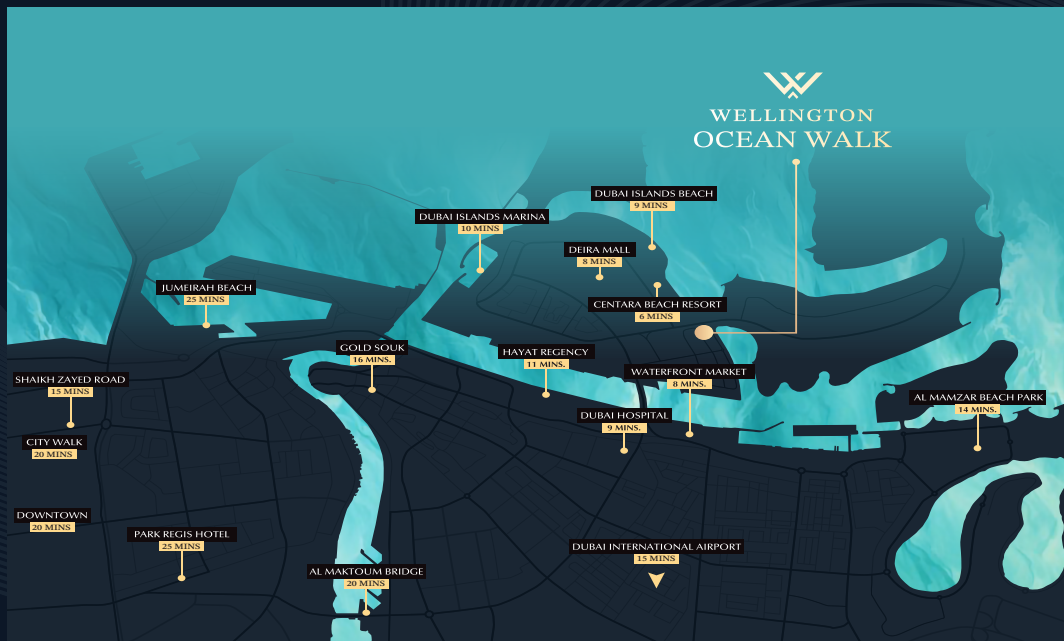 WELLINGTON
OCEAN WALK
DUBAI ISLANDS BEACH
9 MINS
DUBAI ISLANDS MARINA
10 MINS
DEIRA MALL
8 MINS
JUMEIRAH BEACH
25 MINS
CENTARA BEACH RESORT
6 MINS
GOLD SOUK
16 MINS.
HAYAT REGENCY
11 MINS.
WATERFRONT MARKET
8 MINS.
SHAIKH ZAYED ROAD
15 MINS
AL MAMZAR BEACH PARK
14 MINS.
DUBAI HOSPITAL
9 MINS.
CITY WALK
20 MINS
DOWNTOWN
20 MINS
PARK REGIS HOTEL
25 MINS
DUBAI INTERNATIONAL AIRPORT
15 MINS
AL MAKTOUM BRIDGE
20 MINS